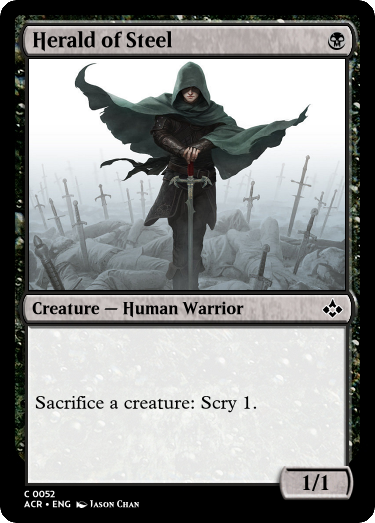 Herald of Steel
Creature — Human Warrior
Sacrifice a creature: Scry 1.
1/1
C 0052
ACR • ENG Jason Chan